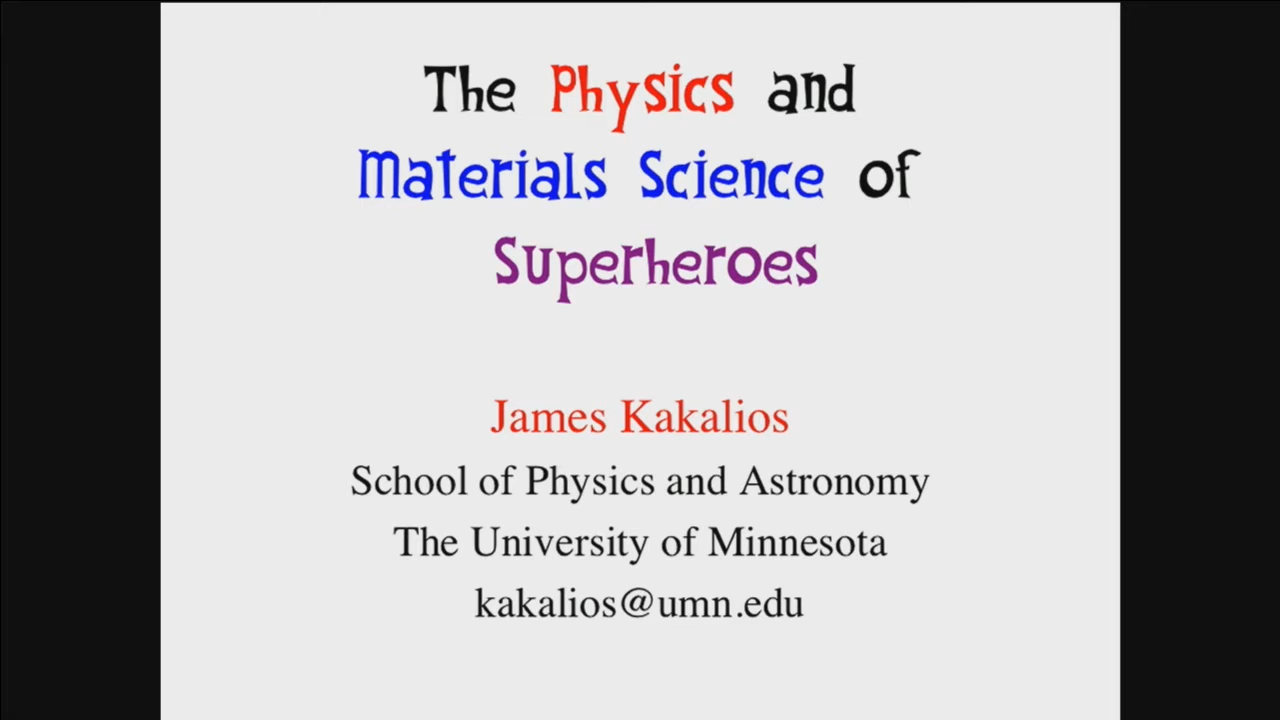 The Physics and
Materials Science of
Superheroes
James Kakalios
School of Physics and Astronomy
The University of Minnesota
kakalios@umn.edu